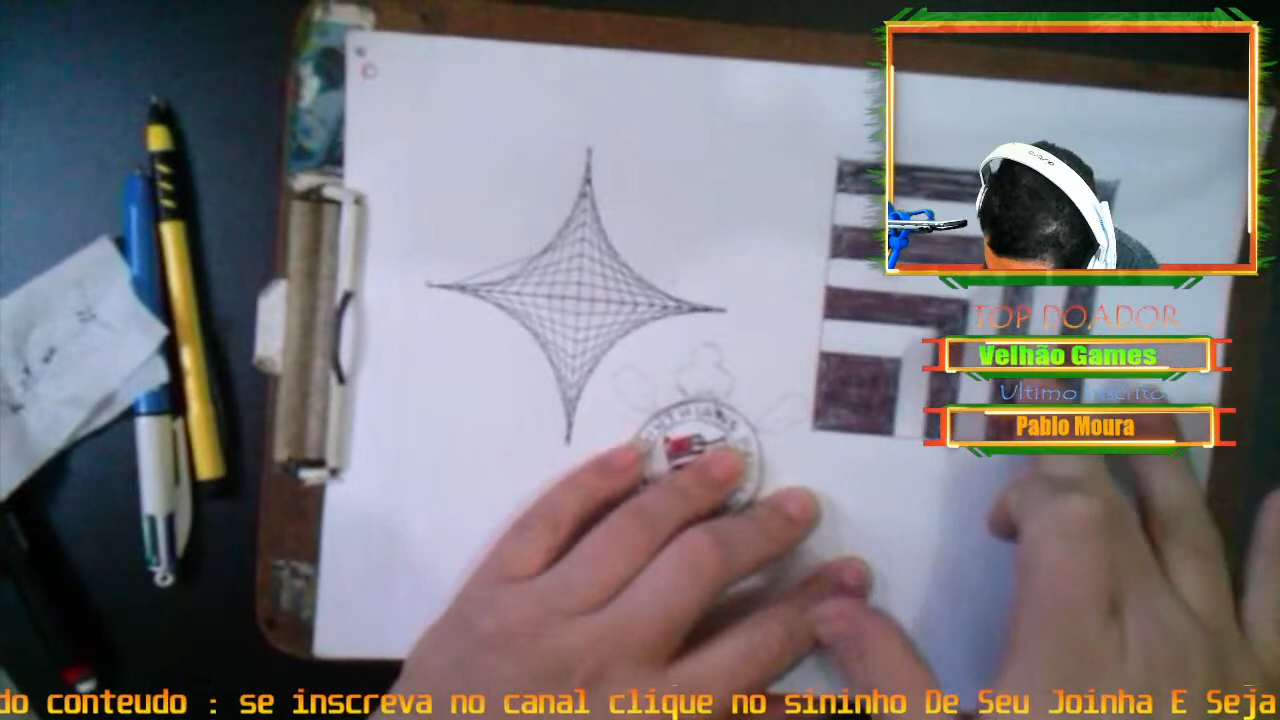 TOP DOADOR
Velhão Games
Ultimo
Pablo Moura
do conteudo : se inscreva no canal clique no sininho De Seu Joinha E Seja